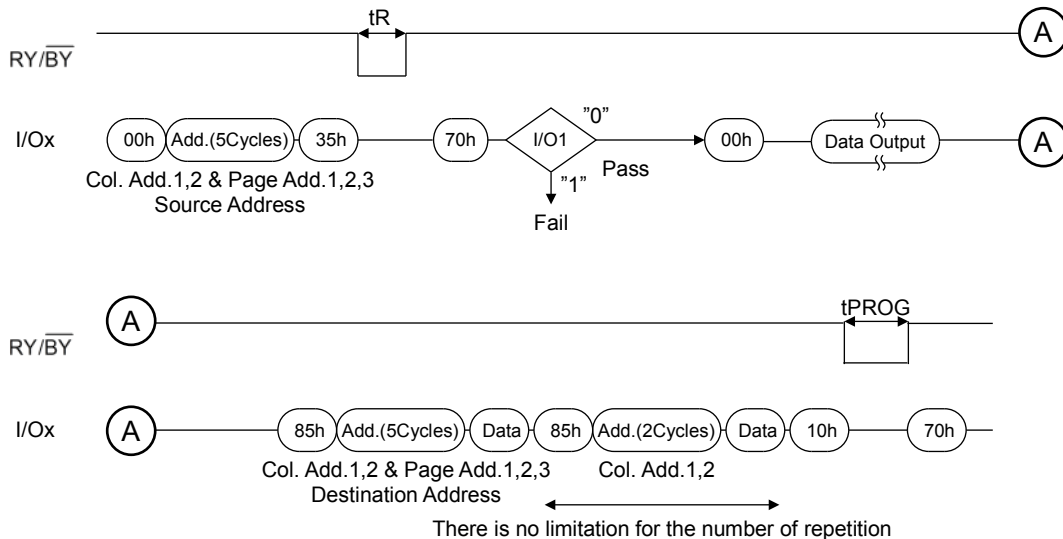 tR
RY/BY
A
I/Ox
00h Add.(5Cycles) 35h 70h I/O1 "0" 00h Data Output A
Pass
"1"
Col. Add.1,2 & Page Add.1,2,3
Source Address
Fail
A
tPROG
RY/BY
I/Ox
A 85h Add.(5Cycles) Data 85h Add.(2Cycles) Data 10h 70h
Col. Add.1,2 & Page Add.1,2,3 Col. Add.1,2
Destination Address
There is no limitation for the number of repetition